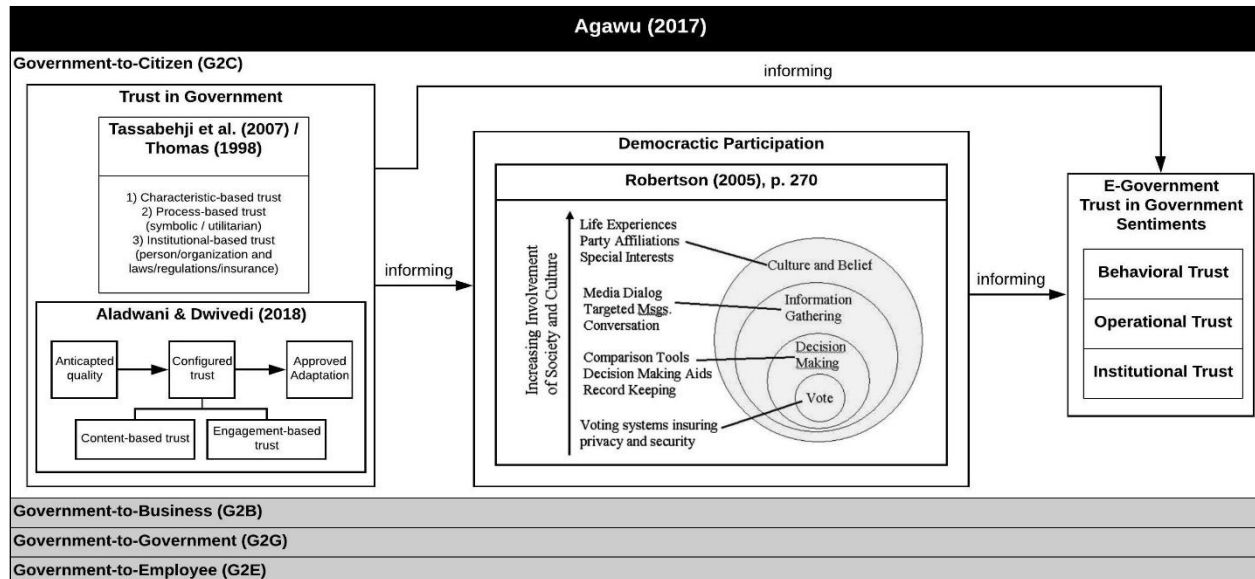 Agawu (2017)
Government-to-Citizen (G2C)
informing
Trust in Government
Tassabehji et al. (2007) /
Thomas (1998)
1) Characteristic-based trust
2) Process-based trust
(symbolic / utilitarian)
3) Institutional-based trust
(person/organization and
laws/regulations/insurance)
Aladwani & Dwivedi (2018)
Anticapted
quality
Configured
trust
Approved
Adaptation
Content-based trust
Engagement-based
trust
informing
Democractic Participation
Robertson (2005), p. 270
Increasing Involvement
of Society and Culture
Life Experiences
Party Affiliations
Special Interests
Culture and Belief
Media Dialog
Targeted Msgs.
Conversation
Information
Gathering
Comparison Tools
Decision Making Aids
Record Keeping
Decision
Making
Voting systems insuring
privacy and security
Vote
informing
E-Government
Trust in Government
Sentiments
Behavioral Trust
Operational Trust
Institutional Trust
Government-to-Business (G2B)
Government-to-Government (G2G)
Government-to-Employee (G2E)